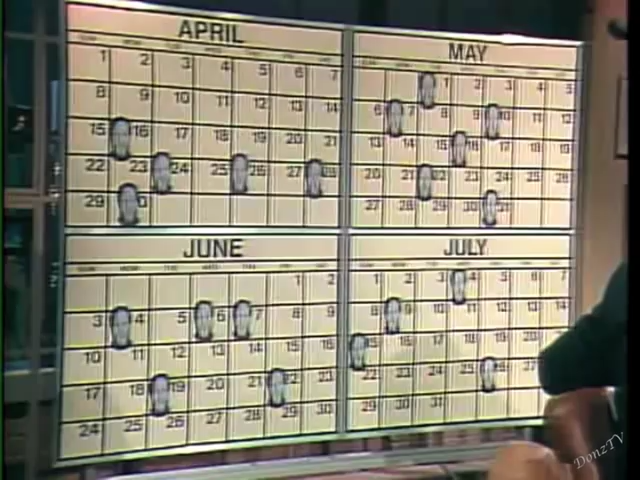 APRIL
1 2 3 4 5 6 7
8 9 10 11 12 13 14
15 16 17 18 19 20 21
22 23 24 25 26 27 28
29
MAY
1 2 3 4 5
6 7 8 9 10 11 12
13 14 15 16 17 18 19
20 21 22 23 24 25 26
27 28 29 30
JUNE
1 2
3 4 5 6 7 8 9
10 11 12 13 14 15 16
17 18 19 20 21 22 23
24 25 26 27 28 29 30
JULY
1 2 3 4 5 6 7
8 9 10 11 12 13 14
15 16 17 18 19 20
22 23 24 25 26 27
29 30 31
DonzTV